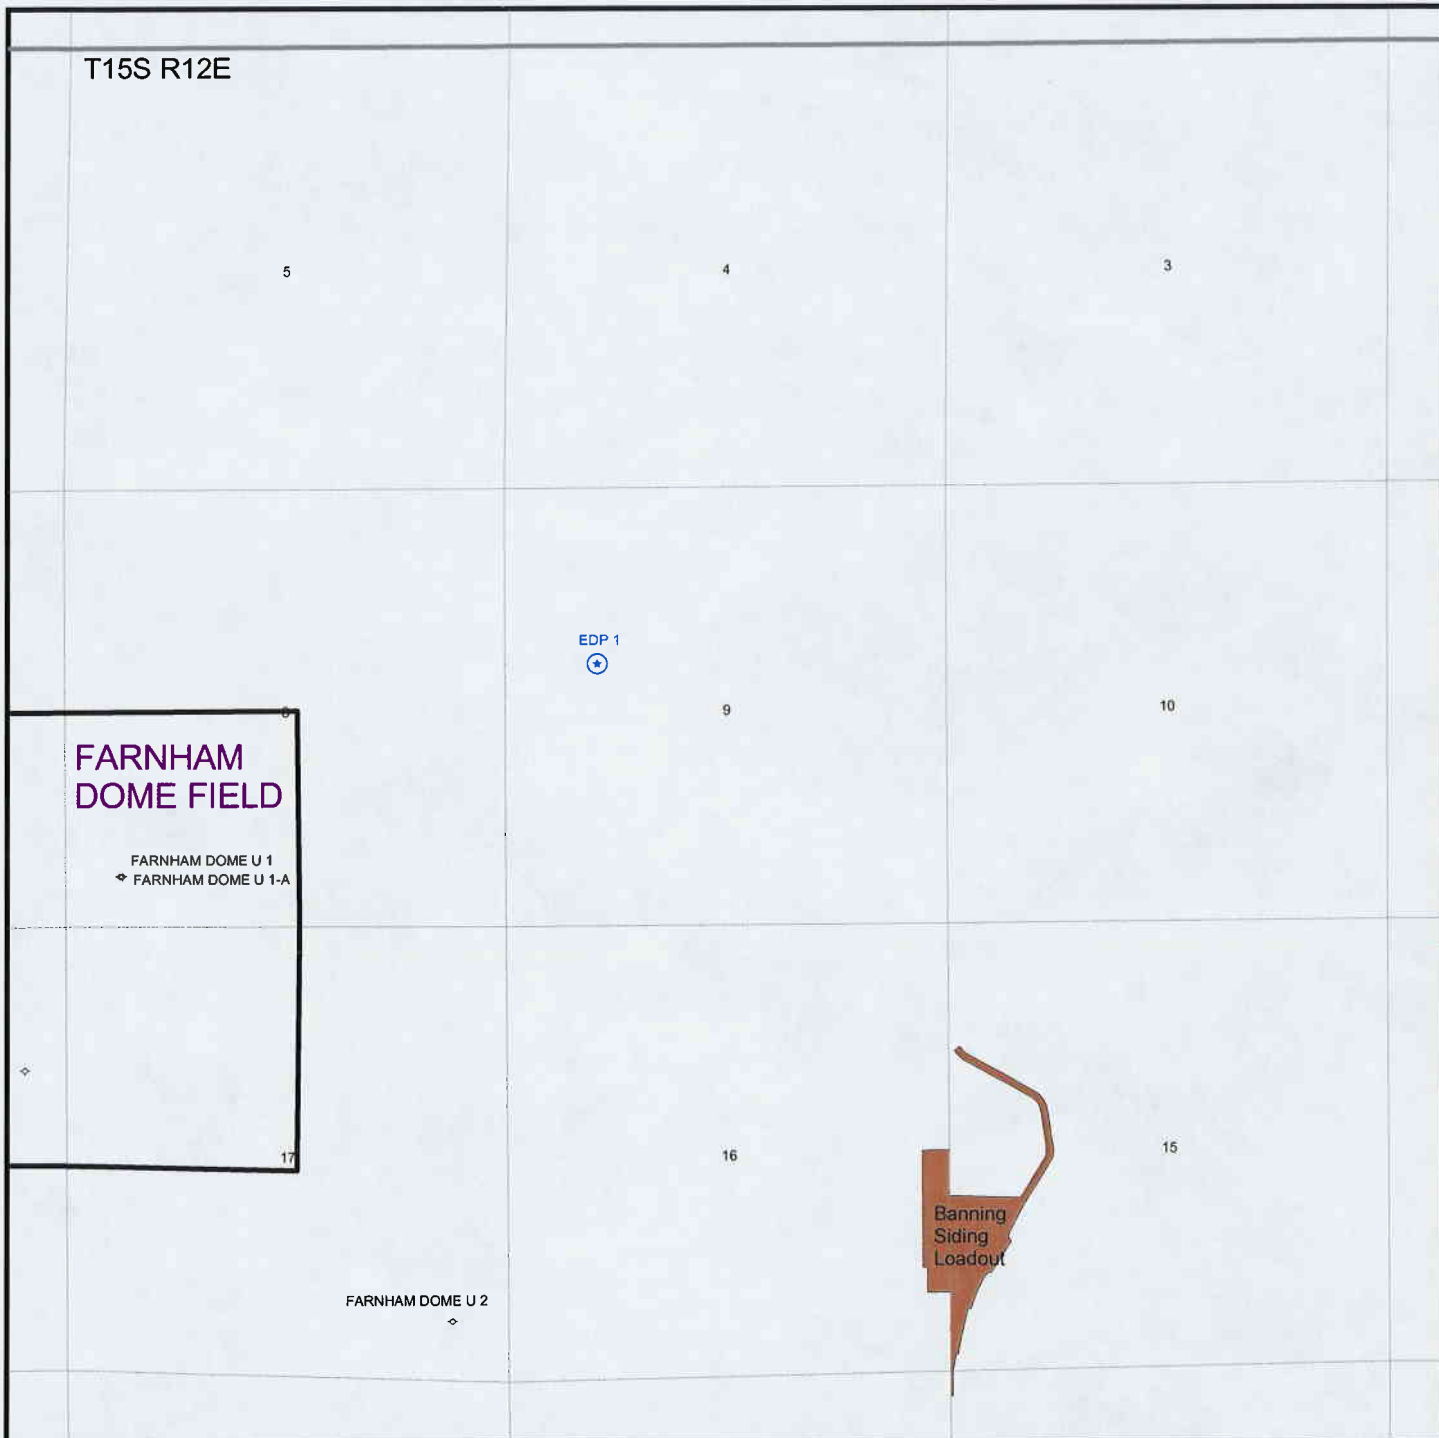 T15S R12E
5
4
3
EDP 1
8
9
10
FARNHAM
DOME FIELD
FARNHAM DOME U 1
FARNHAM DOME U 1-A
17
16
15
Banning
Siding
Loadout
FARNHAM DOME U 2